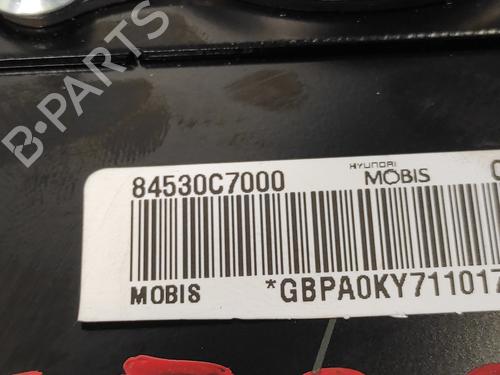 B-PARTS
84530C7000
HYUNDAI
MOBIS
MOBIS
*GBPA0KY711017